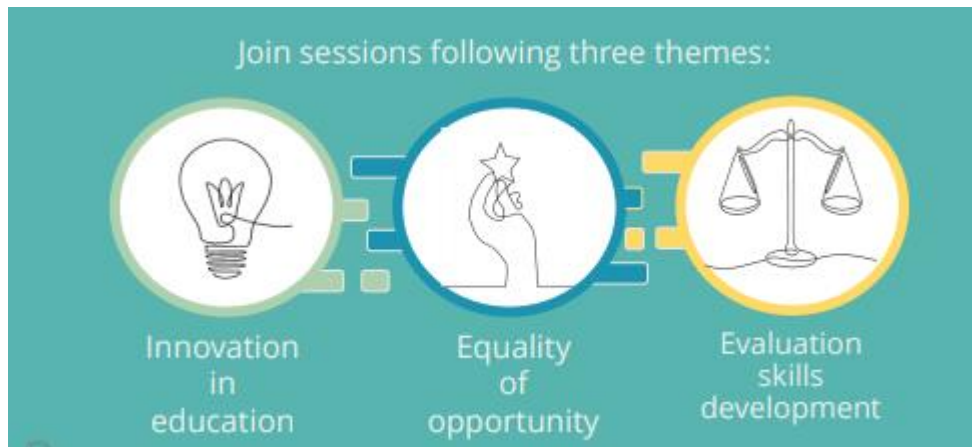 Join sessions following three themes:
Innovation
in
education
Equality
of
opportunity
Evaluation
skills
development